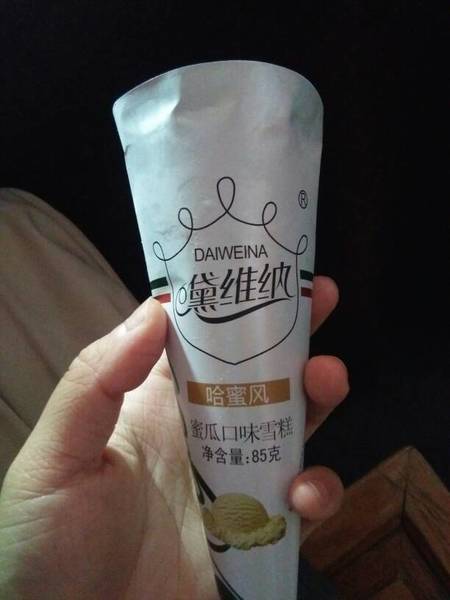 ®
DAIWEINA
黛维纳
哈蜜风
蜜瓜口味雪糕
净含量:85克